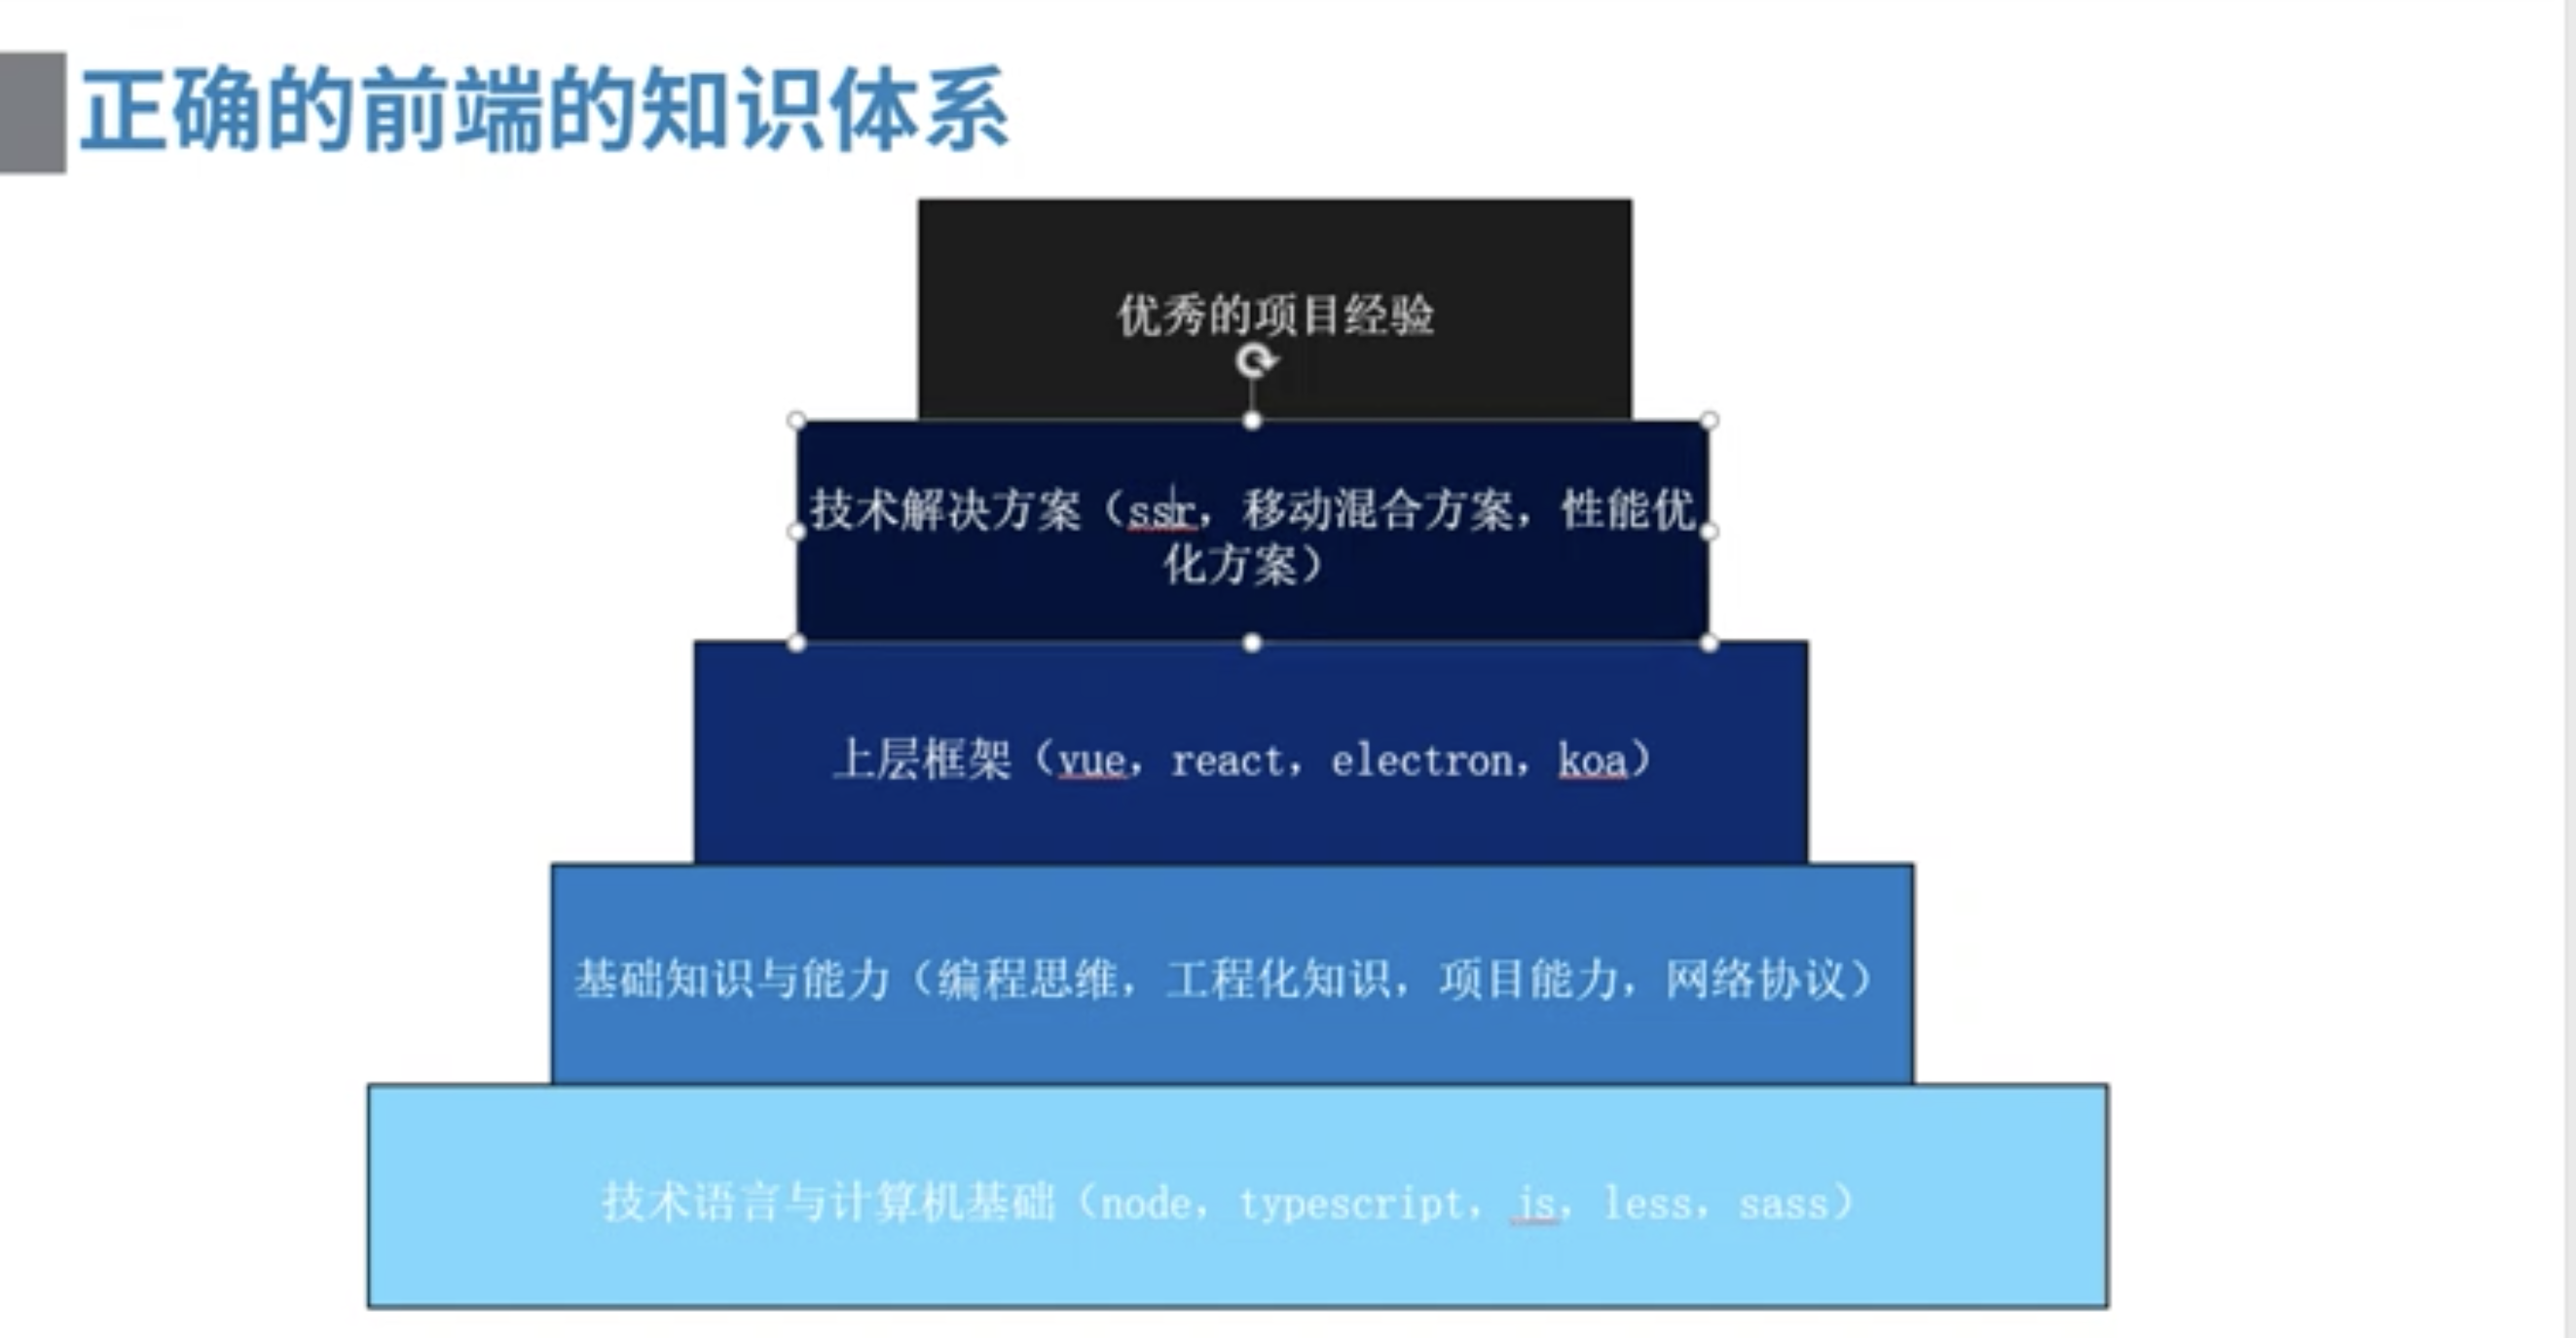 正确的前端的知识体系
优秀的项目经验
技术解决方案（ssr，移动混合方案，性能优
化方案）
上层框架（vue，react，electron，koa）
基础知识与能力（编程思维，工程化知识，项目能力，网络协议）
技术语言与计算机基础（node，typescript，js，less，sass）